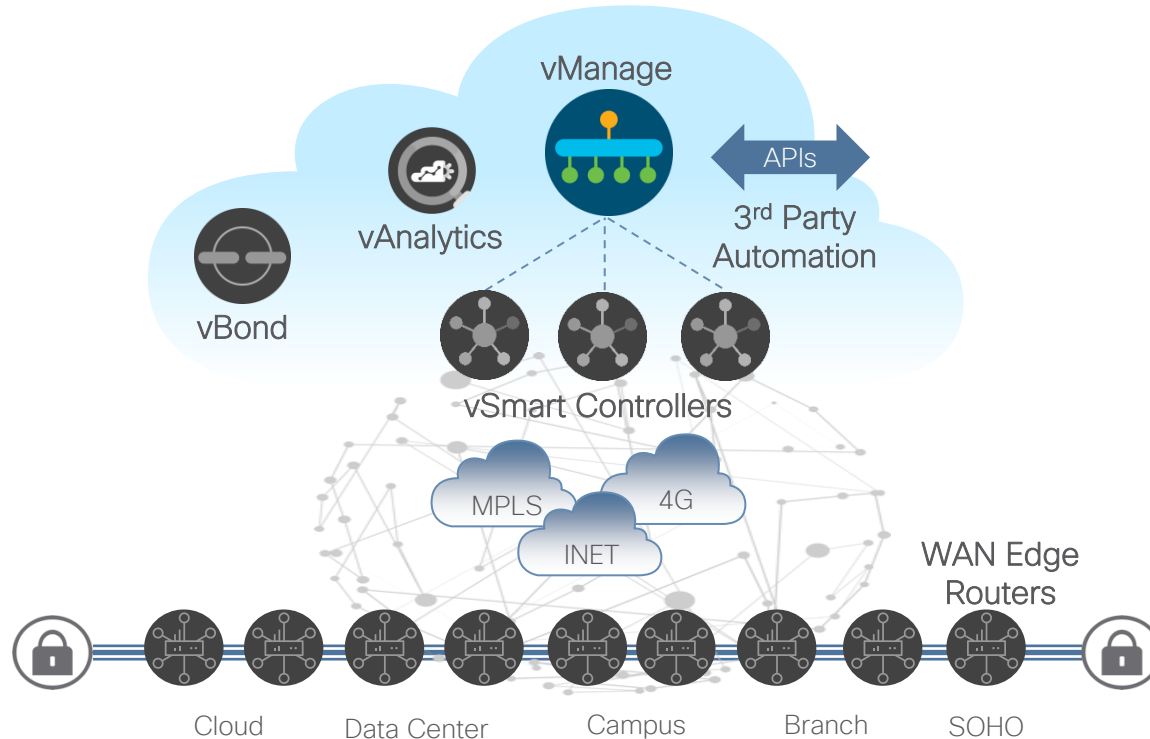 vManage
APIs
vAnalytics
3rd Party
Automation
vBond
vSmart Controllers
MPLS
4G
INET
WAN Edge
Routers
Cloud
Data Center
Campus
Branch
SOHO